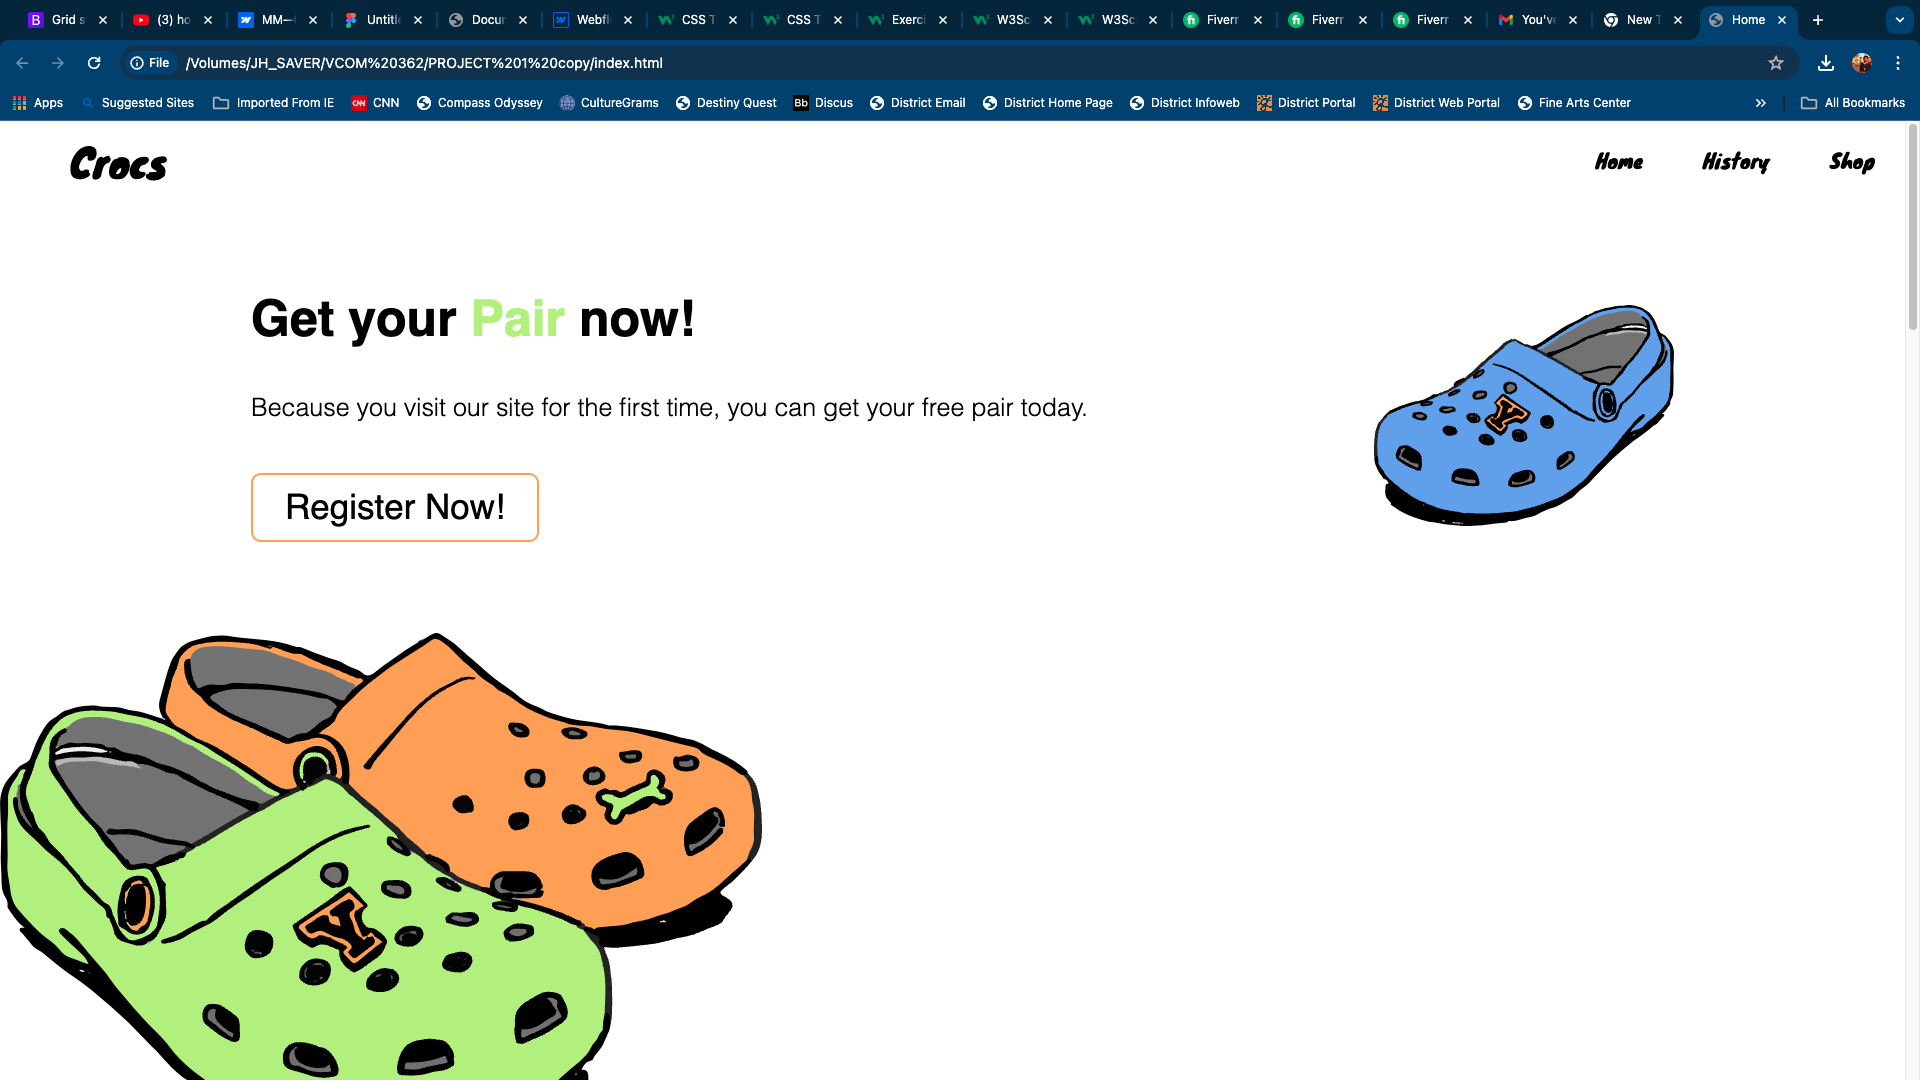 Grid s
(3) ho
MM—
Untitle
Docur
Webfl
CSS T
CSS T
Exerci
W3Sc
W3Sc
Fiverr
Fiverr
Fiverr
You've
New T
Home
File /Volumes/JH_SAVER/VCOM%20362/PROJECT%201%20copy/index.html
Apps Suggested Sites Imported From IE CNN CNN Compass Odyssey CultureGrams Destiny Quest Bb Discus District Email District Home Page District Infoweb District Portal District Web Portal Fine Arts Center » All Bookmarks
Crocs
Home History Shop
Get your Pair now!
Because you visit our site for the first time, you can get your free pair today.
Register Now!
Y
Y